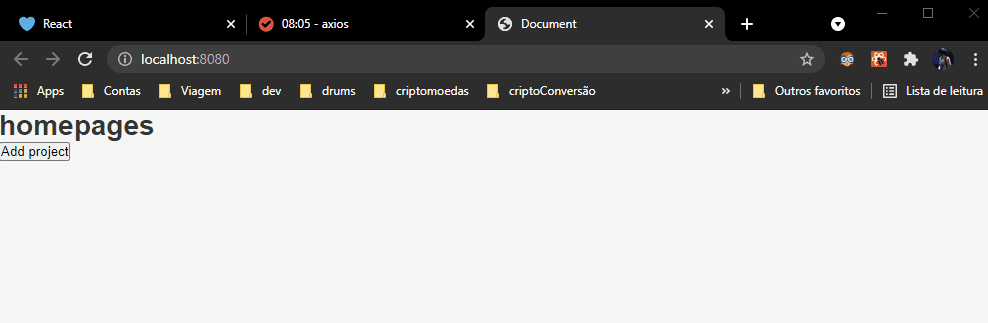 React
08:05 - axios
Document
localhost:8080
Apps Contas Viagem dev drums criptomoedas criptoConversão » Outros favoritos Lista de leitura
homepages
Add project